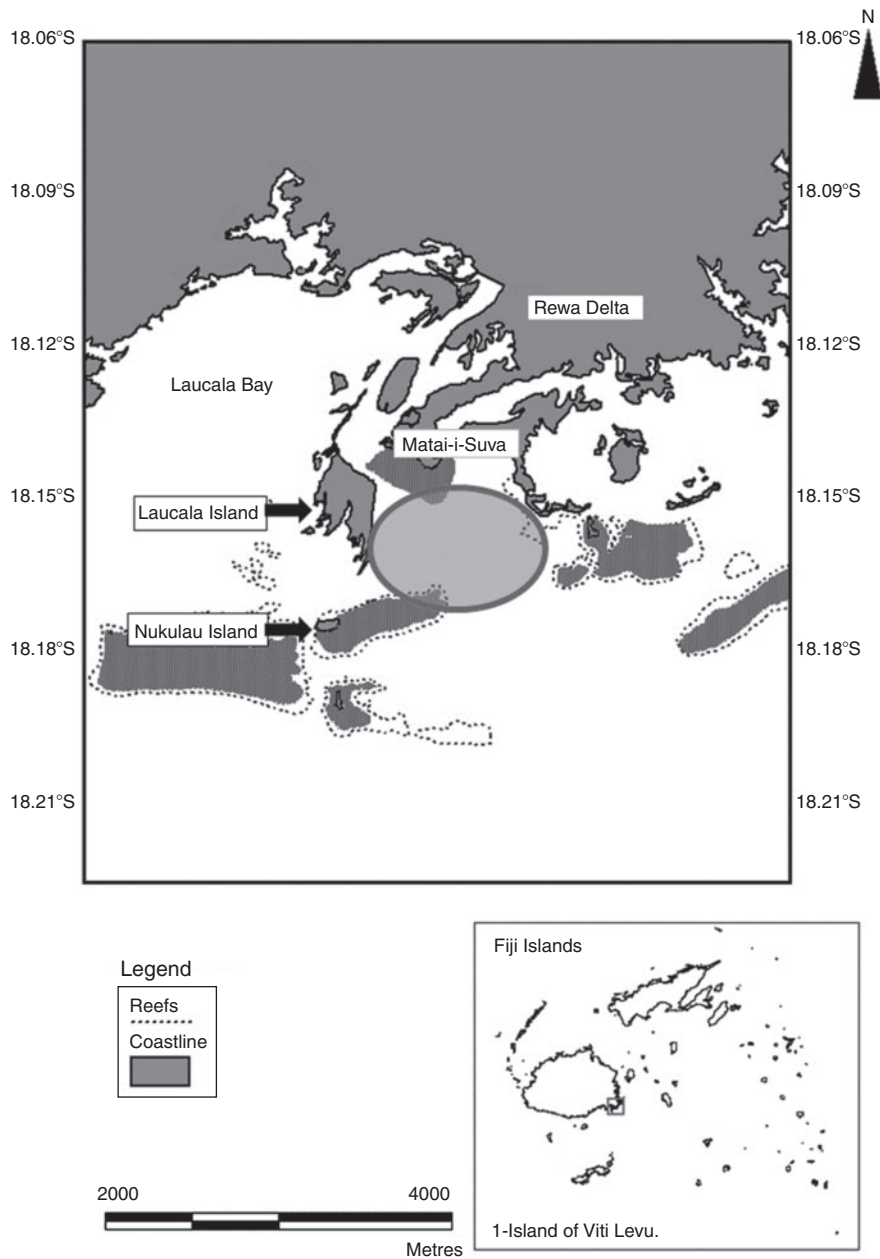 N
18.06°S
18.06°S
18.09°S
18.09°S
Rewa Delta
18.12°S
18.12°S
Laucala Bay
Matai-i-Suva
18.15°S
18.15°S
Laucala Island
Nukulau Island
18.18°S
18.18°S
18.21°S
18.21°S
Legend
Reefs
Coastline
2000
4000
Metres
Fiji Islands
1-Island of Viti Levu.